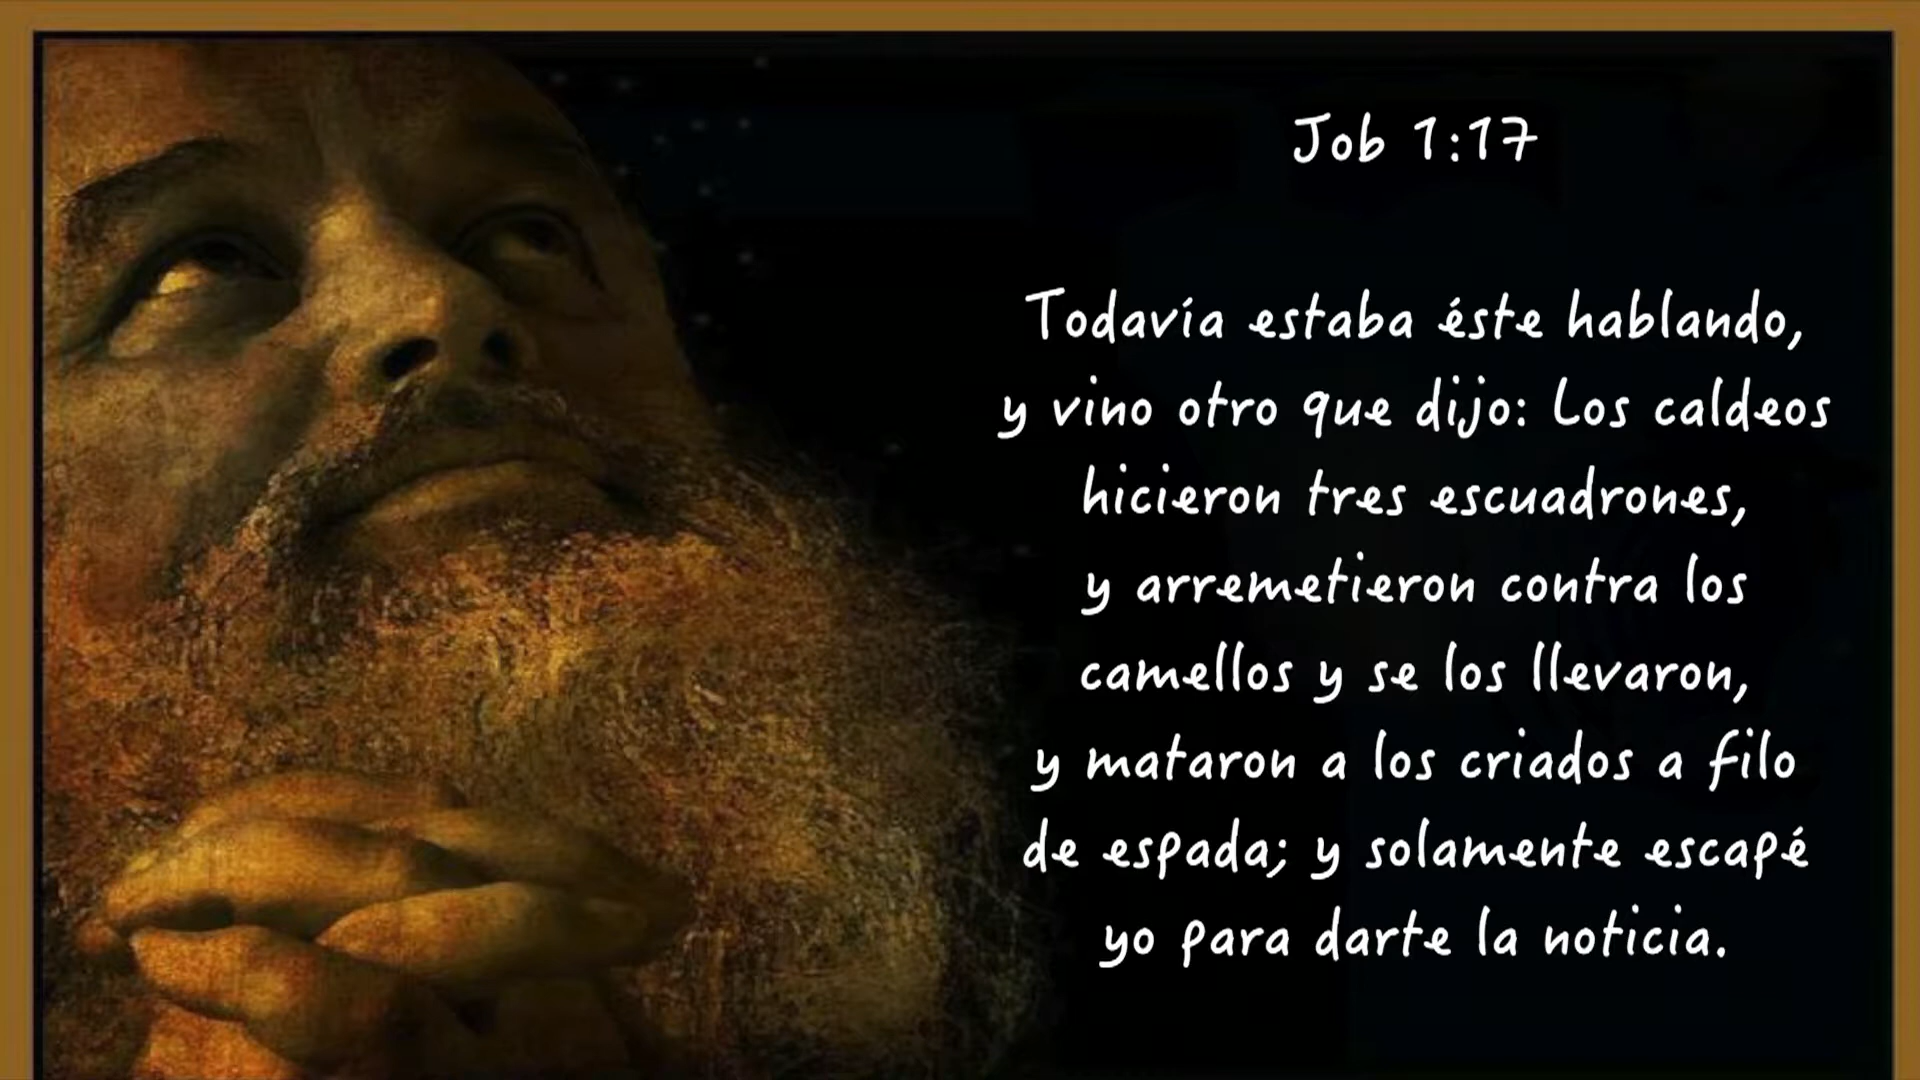 Job 1:17
Todavía estaba éste hablando,
y vino otro que dijo: Los caldeos
hicieron tres escuadrones,
y arremetieron contra los
camellos y se los llevaron,
y mataron a los criados a filo
de espada; y solamente escapé
yo para darte la noticia.